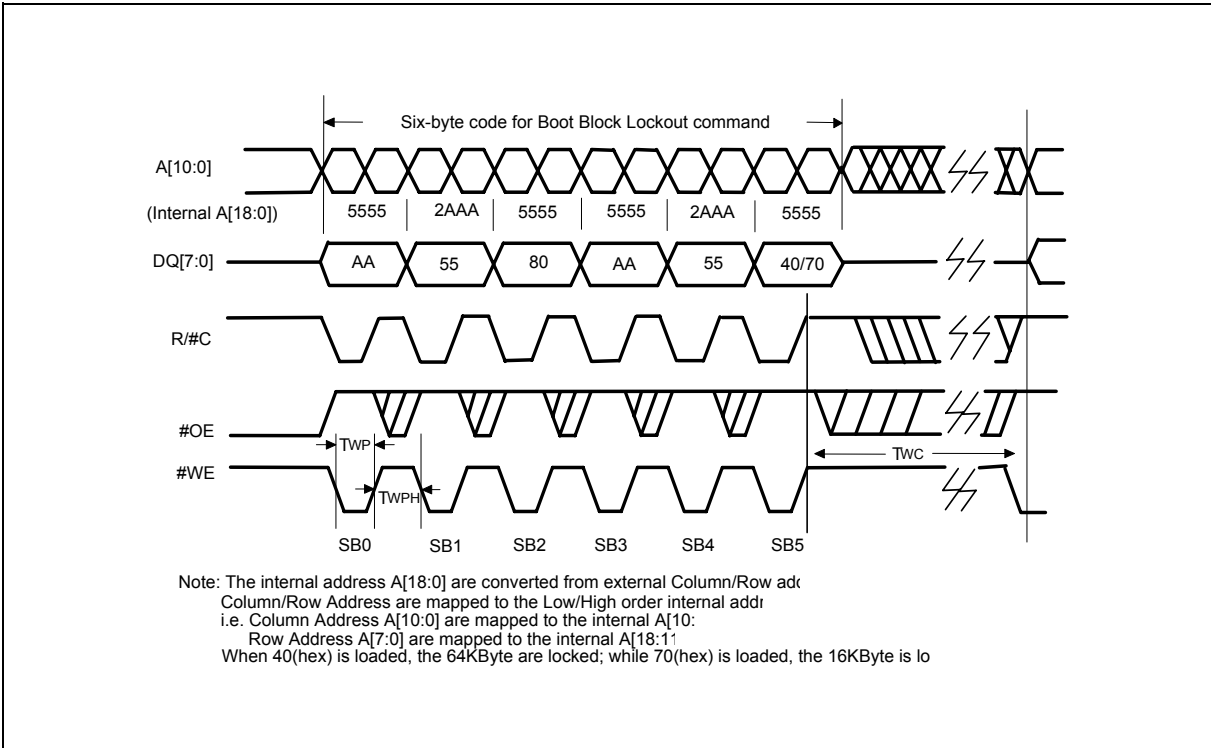 Six-byte code for Boot Block Lockout command
A[10:0]
(Internal A[18:0])
5555 2AAA 5555 5555 2AAA 5555
DQ[7:0]
AA 55 80 AA 55 40/70
R/#C
#OE
TWP
TWC
#WE
TWPH
SB0 SB1 SB2 SB3 SB4 SB5
Note: The internal address A[18:0] are converted from external Column/Row
Column/Row Address are mapped to the Low/High order internal
i.e. Column Address A[10:0] are mapped to the internal A[10:
Row Address A[7:0] are mapped to the internal A[18:11
When 40(hex) is loaded, the 64KByte are locked; while 70(hex) is loaded, the 16KByte is